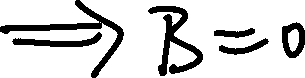 ⇒ B = 0